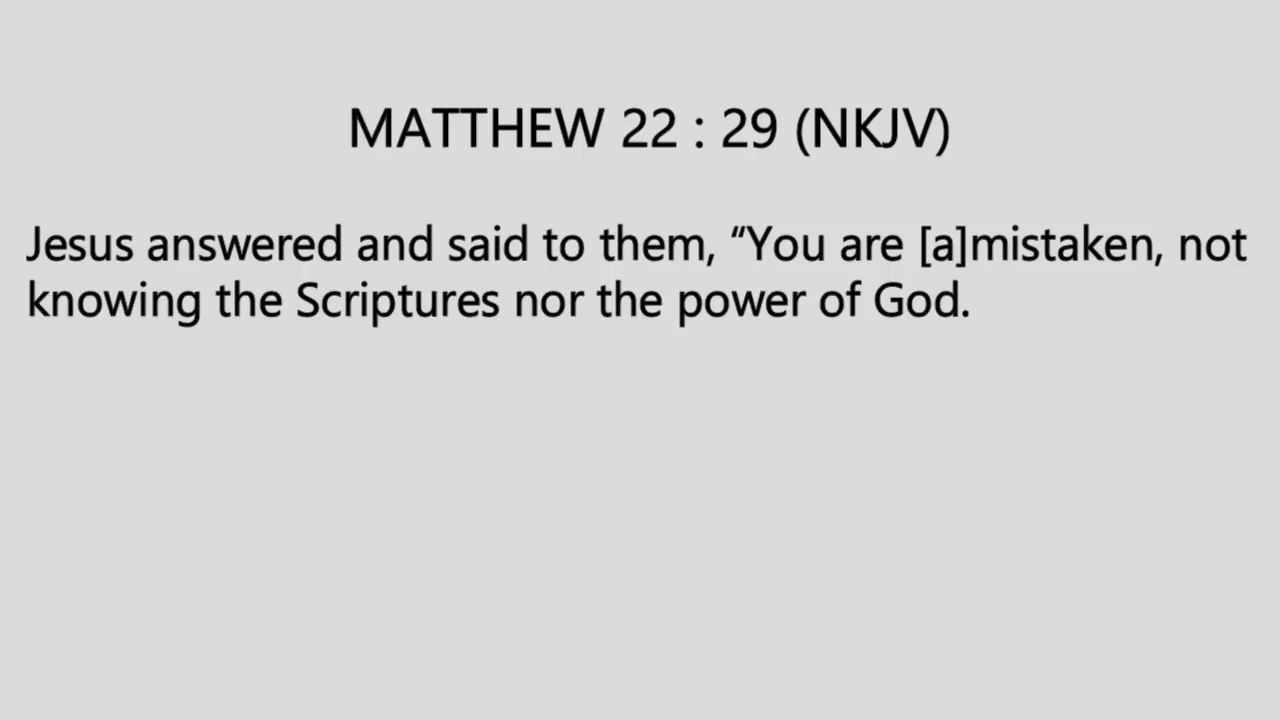 MATTHEW 22 : 29 (NKJV)
Jesus answered and said to them, “You are [a]mistaken, not
knowing the Scriptures nor the power of God.